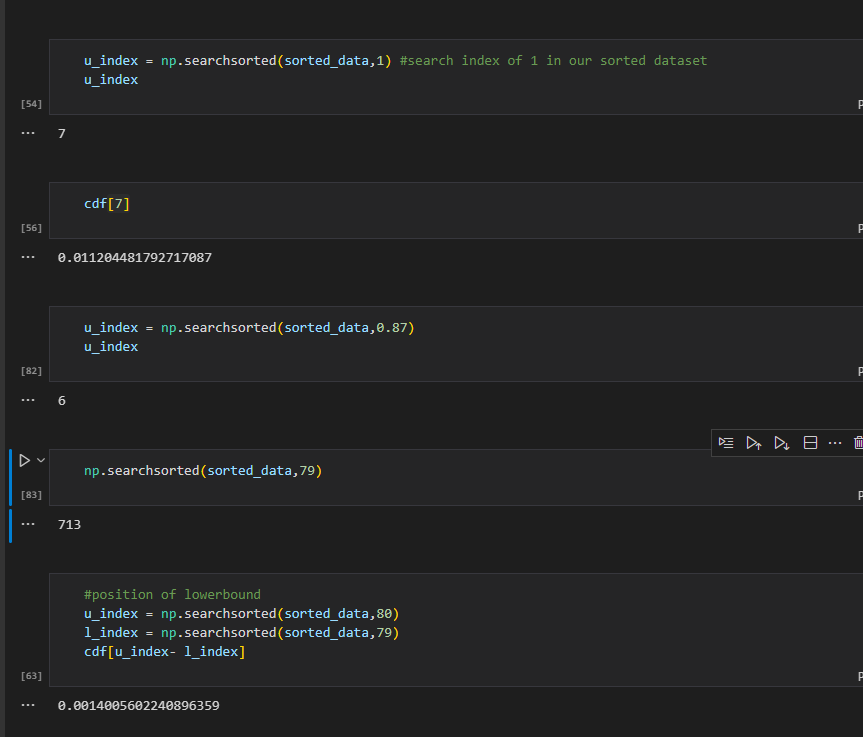 u_index = np.searchsorted(sorted_data,1) #search index of 1 in our sorted dataset
u_index
[54]
... 7
cdf[7]
[56]
... 0.011204481792717087
u_index = np.searchsorted(sorted_data,0.87)
u_index
[82]
... 6
np.searchsorted(sorted_data,79)
[83]
... 713
#position of lowerbound
u_index = np.searchsorted(sorted_data,80)
l_index = np.searchsorted(sorted_data,79)
cdf[u_index- l_index]
[63]
... 0.0014005602240896359